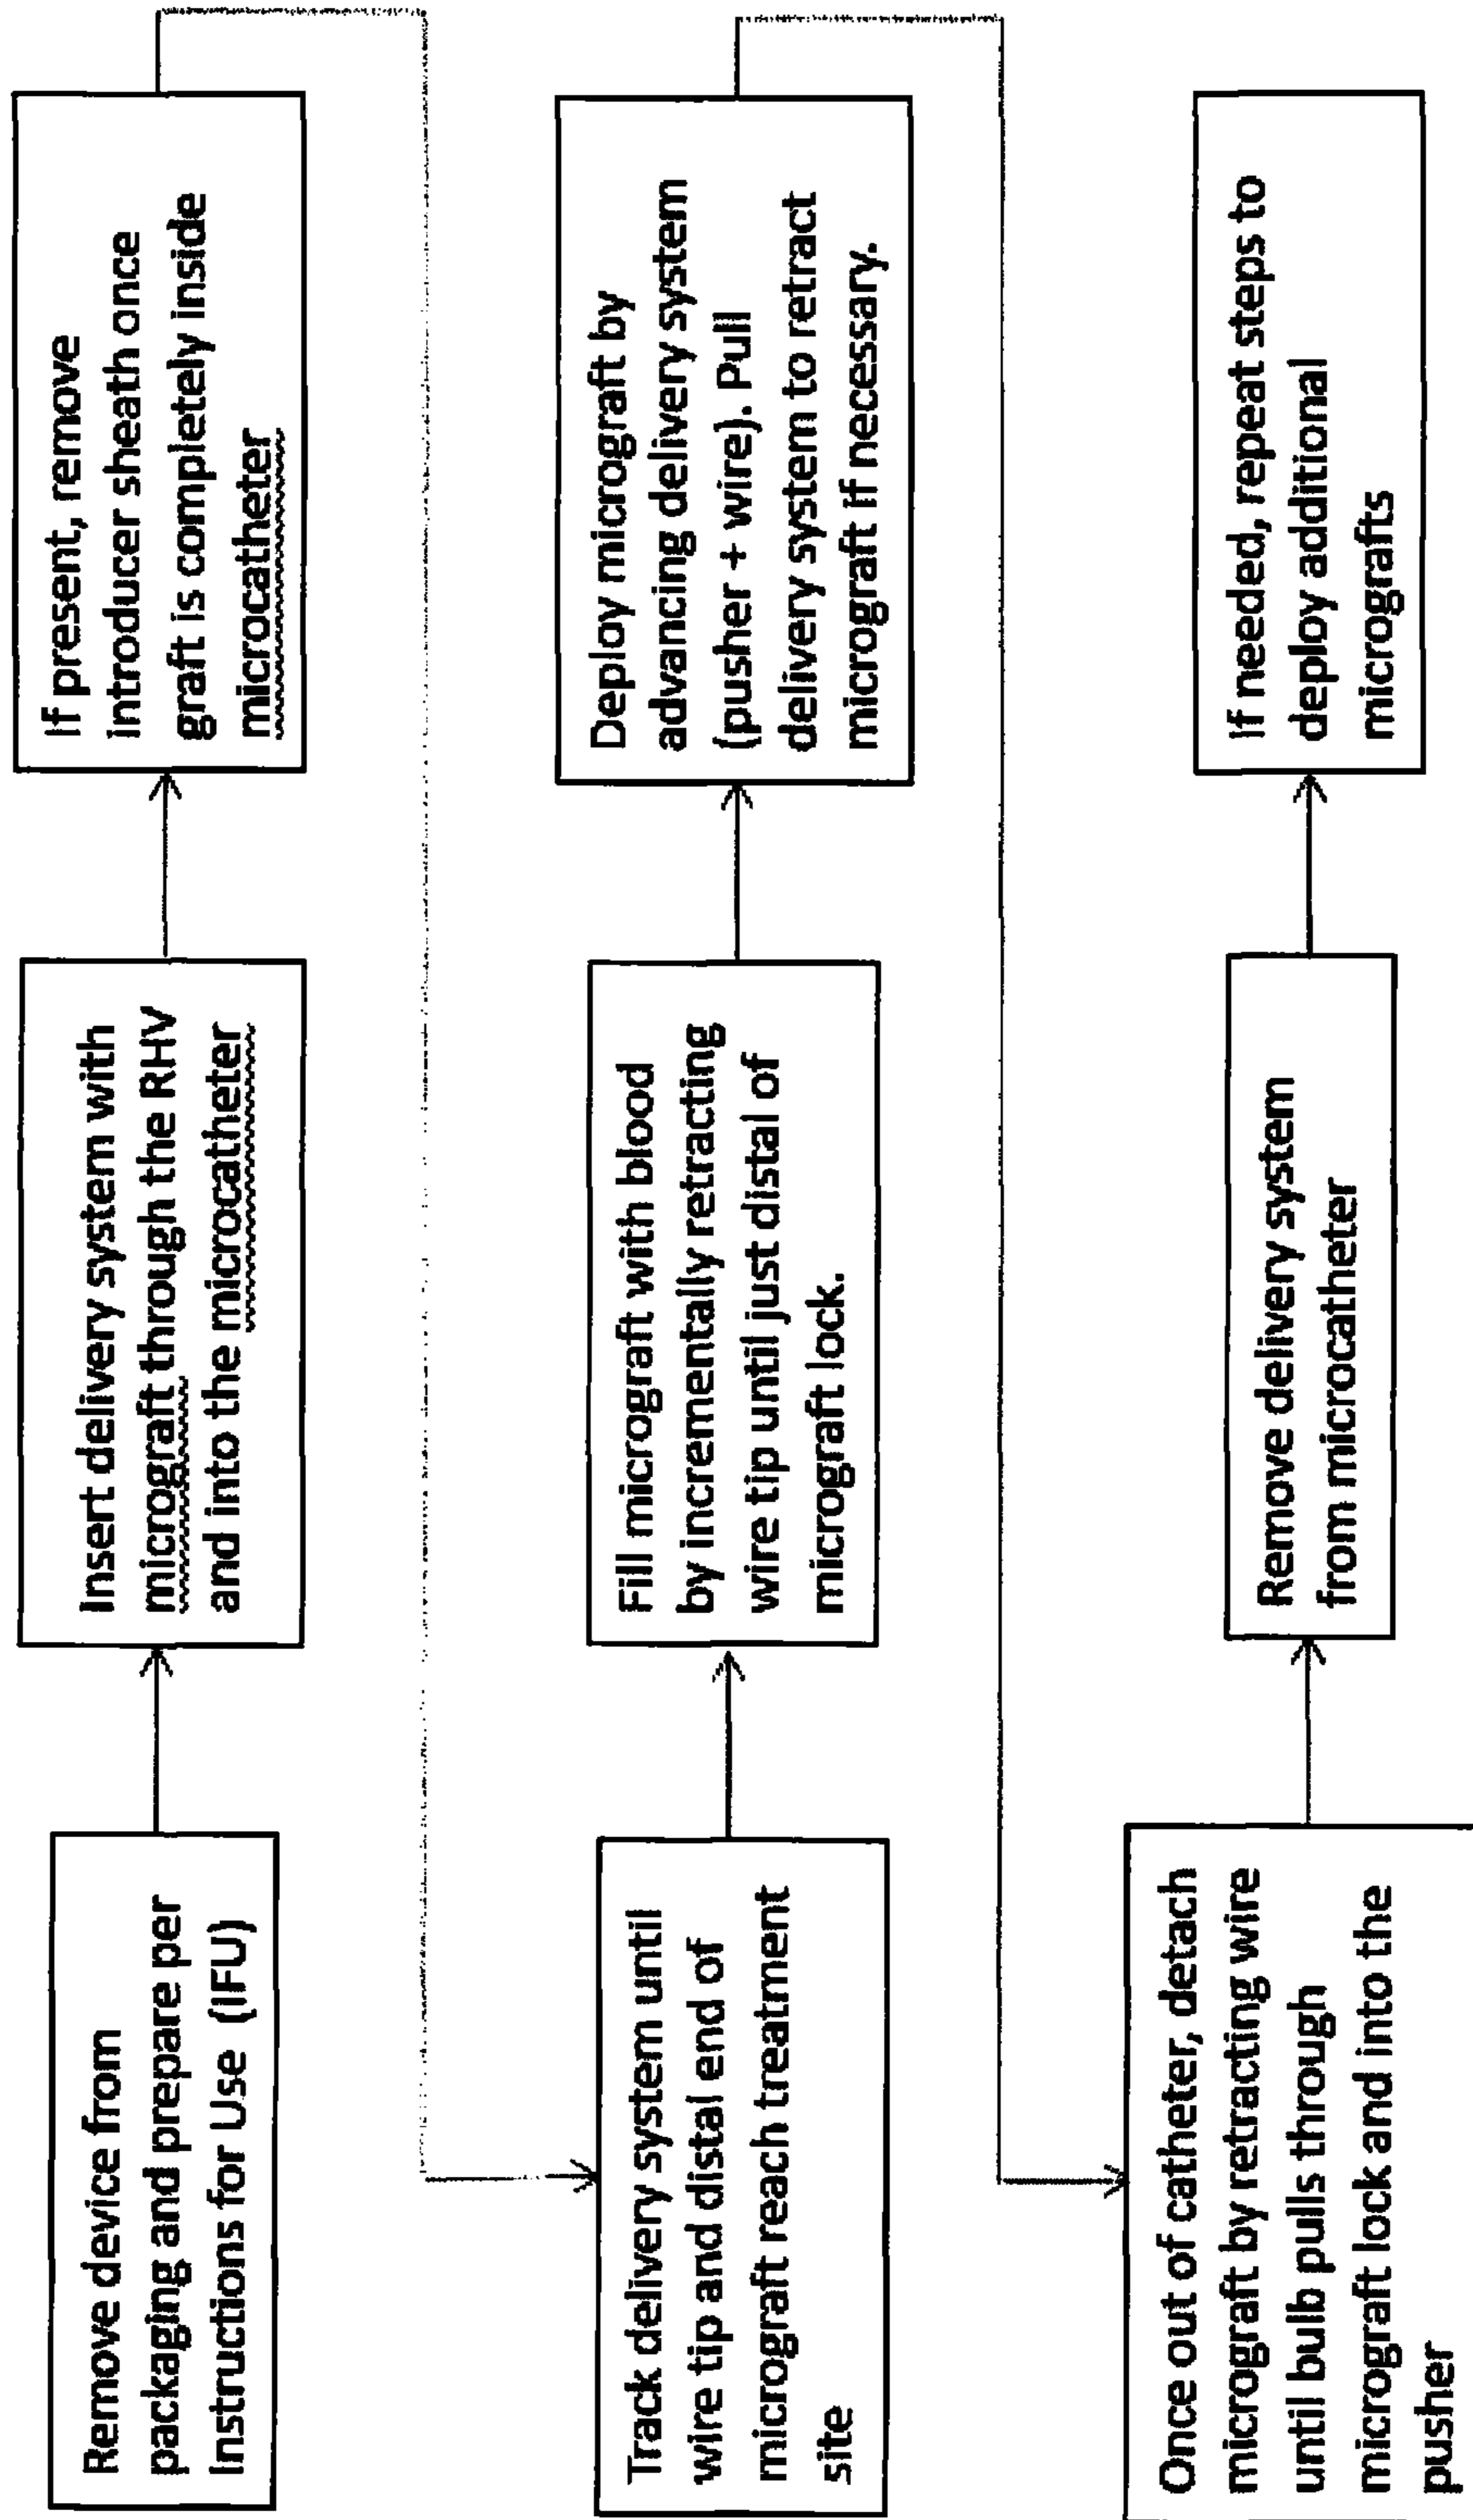 Remove device from
packaging and prepare per
Instructions for Use (IFU)
Insert delivery system with
micrograft through the RHV
and into the microcatheter
If present, remove
introducer sheath once
graft is completely inside
microcatheter
Track delivery system until
wire tip and distal end of
micrograft reach treatment
site
Fill micrograft with blood
by incrementally retracting
wire tip until just distal of
micrograft lock.
Deploy micrograft by
advancing delivery system
(pusher + wire). Pull
delivery system to retract
micrograft if necessary.
Once out of catheter, detach
micrograft by retracting wire
until bulb pulls through
micrograft lock and into the
pusher
Remove delivery system
from microcatheter
If needed, repeat steps to
deploy additional
micrografts